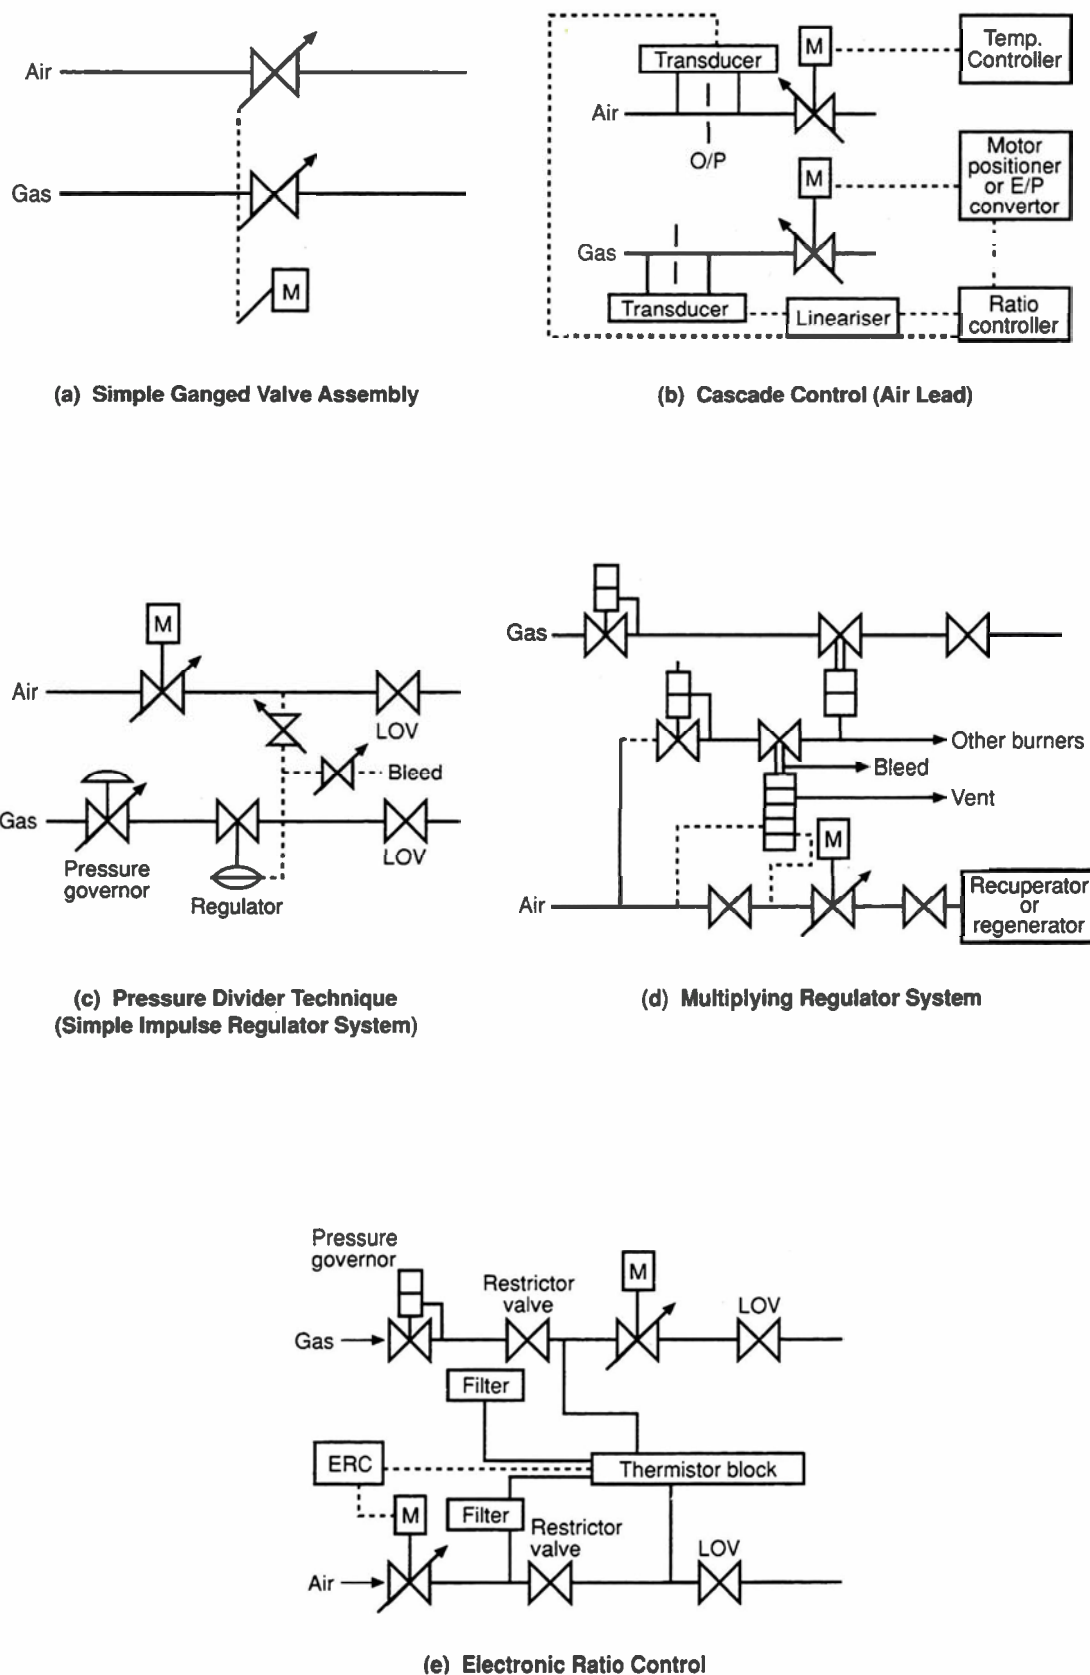 Air
Gas
M
(a) Simple Ganged Valve Assembly
Transducer
M
Temp.
Controller
Air
O/P
M
Motor
positioner
or E/P
convertor
Gas
Transducer
Lineariser
Ratio
controller
(b) Cascade Control (Air Lead)
M
Air
LOV
Bleed
Gas
LOV
Pressure
governor
Regulator
(c) Pressure Divider Technique
(Simple Impulse Regulator System)
Gas
Other burners
Bleed
Vent
M
Air
Recuperator
or
regenerator
(d) Multiplying Regulator System
Pressure
governor
Restrictor
valve
M
LOV
Gas
Filter
ERC
Thermistor block
M
Filter
Restrictor
valve
LOV
Air
(e) Electronic Ratio Control